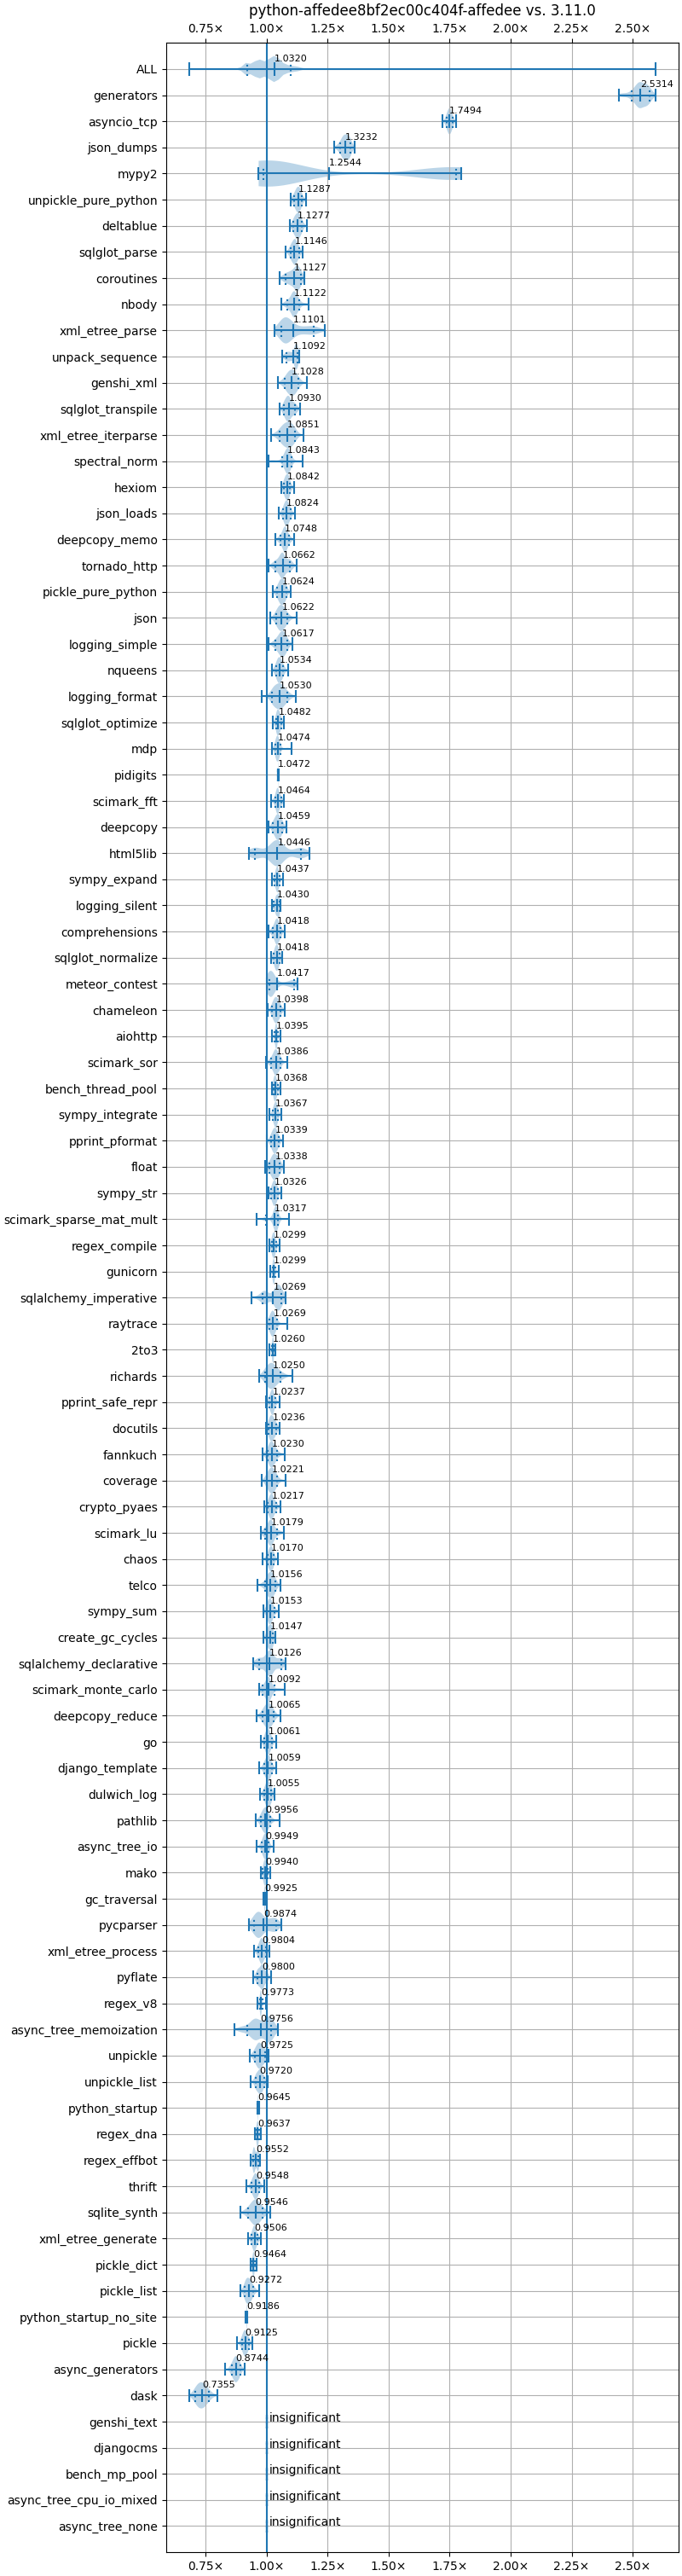 python-affedee8bf2ec00c404f-affedee vs. 3.11.0
0.75× 1.00× 1.25× 1.50× 1.75× 2.00× 2.25× 2.50×
ALL 1.0320
generators 2.5314
asyncio_tcp 1.7494
json_dumps 1.3232
mypy2 1.2544
unpickle_pure_python 1.1287
deltablue 1.1277
sqlglot_parse 1.1146
coroutines 1.1127
nbody 1.1122
xml_etree_parse 1.1101
unpack_sequence 1.1092
genshi_xml 1.1028
sqlglot_transpile 1.0930
xml_etree_iterparse 1.0851
spectral_norm 1.0843
hexiom 1.0842
json_loads 1.0824
deepcopy_memo 1.0748
tornado_http 1.0662
pickle_pure_python 1.0624
json 1.0622
logging_simple 1.0617
nqueens 1.0534
logging_format 1.0530
sqlglot_optimize 1.0482
mdp 1.0474
pidigits 1.0472
scimark_fft 1.0464
deepcopy 1.0459
html5lib 1.0446
sympy_expand 1.0437
logging_silent 1.0430
comprehensions 1.0418
sqlglot_normalize 1.0418
meteor_contest 1.0417
chameleon 1.0398
aiohttp 1.0395
scimark_sor 1.0386
bench_thread_pool 1.0368
sympy_integrate 1.0367
pprint_pformat 1.0339
float 1.0338
sympy_str 1.0326
scimark_sparse_mat_mult 1.0317
regex_compile 1.0299
gunicorn 1.0299
sqlalchemy_imperative 1.0269
raytrace 1.0269
2to3 1.0260
richards 1.0250
pprint_safe_repr 1.0237
docutils 1.0236
fannkuch 1.0230
coverage 1.0221
crypto_pyaes 1.0217
scimark_lu 1.0179
chaos 1.0170
telco 1.0156
sympy_sum 1.0153
create_gc_cycles 1.0147
sqlalchemy_declarative 1.0126
scimark_monte_carlo 1.0092
deepcopy_reduce 1.0065
go 1.0061
django_template 1.0059
dulwich_log 1.0055
pathlib 0.9956
async_tree_io 0.9949
mako 0.9940
gc_traversal 0.9925
pycparser 0.9874
xml_etree_process 0.9804
pyflate 0.9800
regex_v8 0.9773
async_tree_memoization 0.9756
unpickle 0.9725
unpickle_list 0.9720
python_startup 0.9645
regex_dna 0.9637
regex_effbot 0.9552
thrift 0.9548
sqlite_synth 0.9546
xml_etree_generate 0.9506
pickle_dict 0.9464
pickle_list 0.9272
python_startup_no_site 0.9186
pickle 0.9125
async_generators 0.8744
dask 0.7355
genshi_text insignificant
djangocms insignificant
bench_mp_pool insignificant
async_tree_cpu_io_mixed insignificant
async_tree_none insignificant
0.75× 1.00× 1.25× 1.50× 1.75× 2.00× 2.25× 2.50×